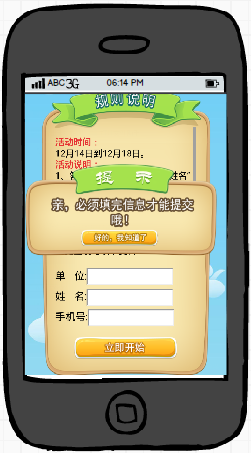 ABC 3G 06:14 PM
规则说明
活动时间：
12月14日到12月18日。
活动说明：
提 示
亲，必须填完信息才能提交
哦！
好的，我知道了
单 位:
姓 名:
手机号:
立即开始